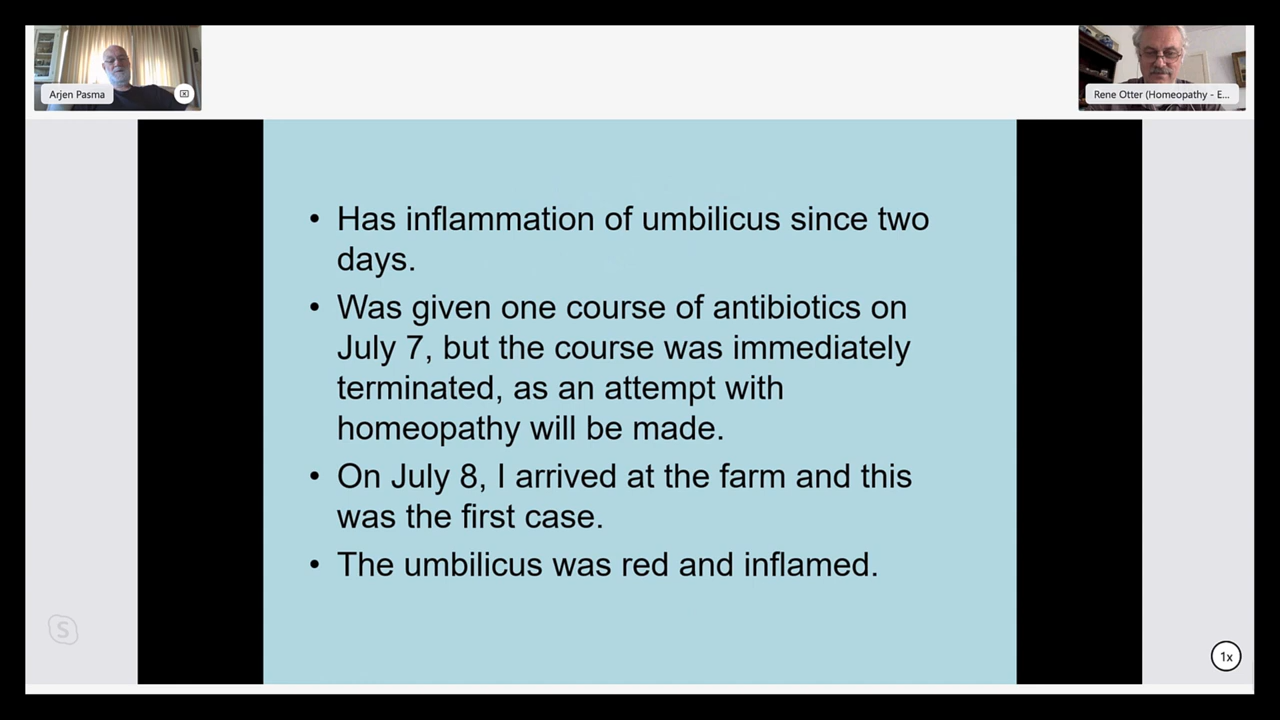 Arjen Pasma
Rene Otter (Homeopathy - E...
• Has inflammation of umbilicus since two
days.
• Was given one course of antibiotics on
July 7, but the course was immediately
terminated, as an attempt with
homeopathy will be made.
• On July 8, I arrived at the farm and this
was the first case.
• The umbilicus was red and inflamed.
S
1x